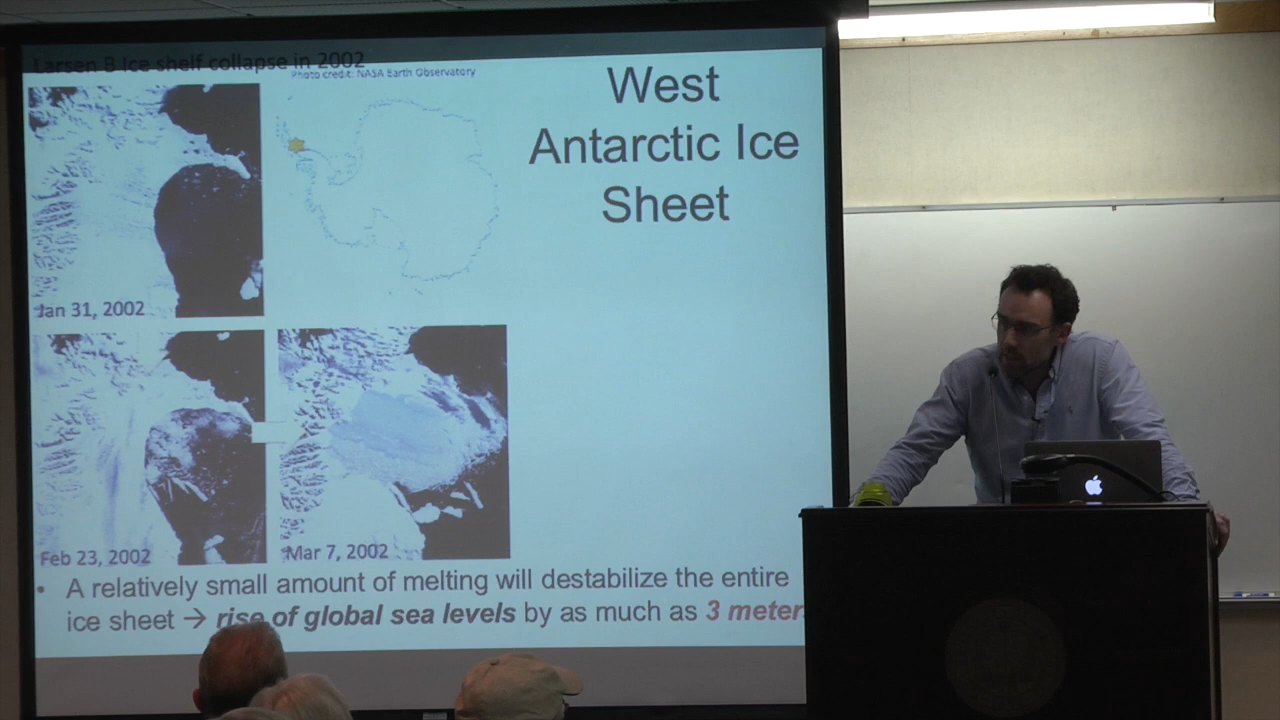 Larsen B Ice shelf collapse in 2002
Photo credit: NASA Earth Observatory
West
Antarctic Ice
Sheet
Jan 31, 2002
Feb 23, 2002
Mar 7, 2002
• A relatively small amount of melting will destabilize the entire
ice sheet → rise of global sea levels by as much as 3 meter